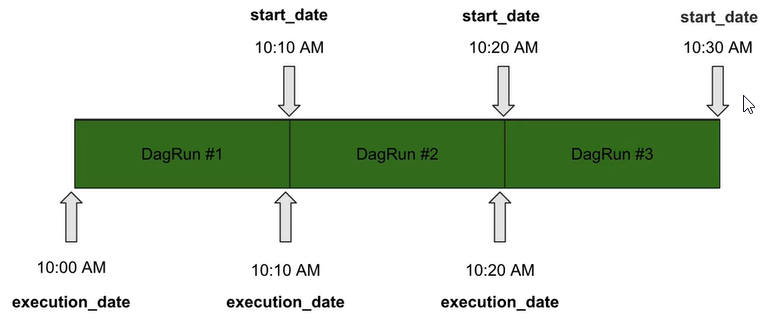 start_date start_date start_date
10:10 AM 10:20 AM 10:30 AM
DagRun #1 DagRun #2 DagRun #3
10:00 AM 10:10 AM 10:20 AM
execution_date execution_date execution_date